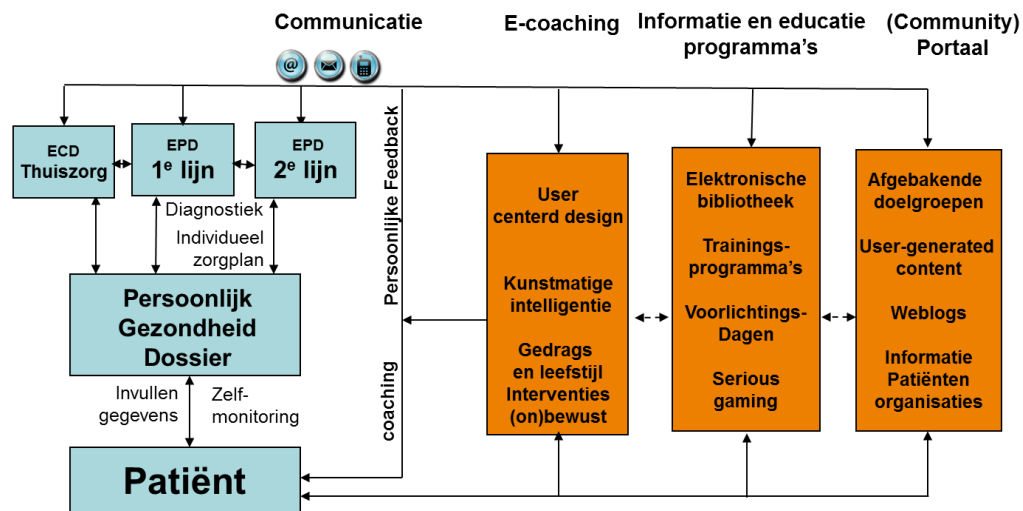 Communicatie
E-coaching
Informatie en educatie
programma's
(Community)
Portaal
@
ECD
Thuiszorg
EPD
1e lijn
EPD
2e lijn
Diagnostiek
Individueel
zorgplan
Persoonlijk
Gezondheid
Dossier
Invullen
gegevens
Zelf-
monitoring
Patiënt
Persoonlijke Feedback
coaching
User
centerd design
Kunstmatige
intelligentie
Gedrags
en leefstijl
Interventies
(on)bewust
Elektronische
bibliotheek
Trainings-
programma's
Voorlichtings-
Dagen
Serious
gaming
Afgebakende
doelgroepen
User-generated
content
Weblogs
Informatie
Patiënten
organisaties